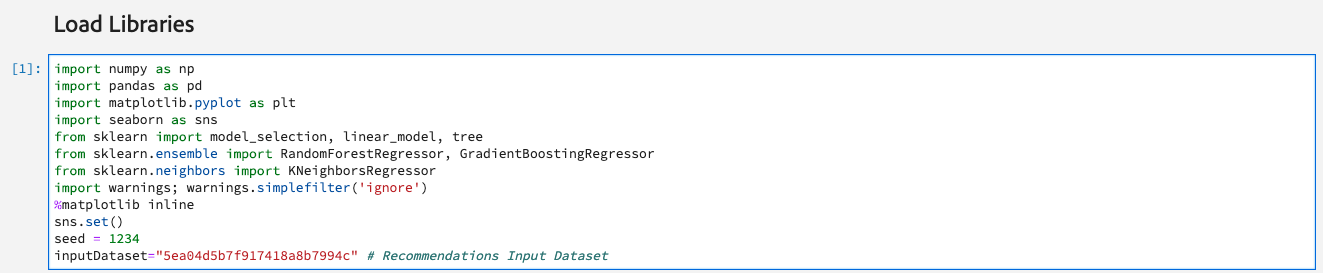 Load Libraries
[1]:
import numpy as np
import pandas as pd
import matplotlib.pyplot as plt
import seaborn as sns
from sklearn import model_selection, linear_model, tree
from sklearn.ensemble import RandomForestRegressor, GradientBoostingRegressor
from sklearn.neighbors import KNeighborsRegressor
import warnings; warnings.simplefilter('ignore')
%matplotlib inline
sns.set()
seed = 1234
inputDataset="5ea04d5b7f917418a8b7994c" # Recommendations Input Dataset